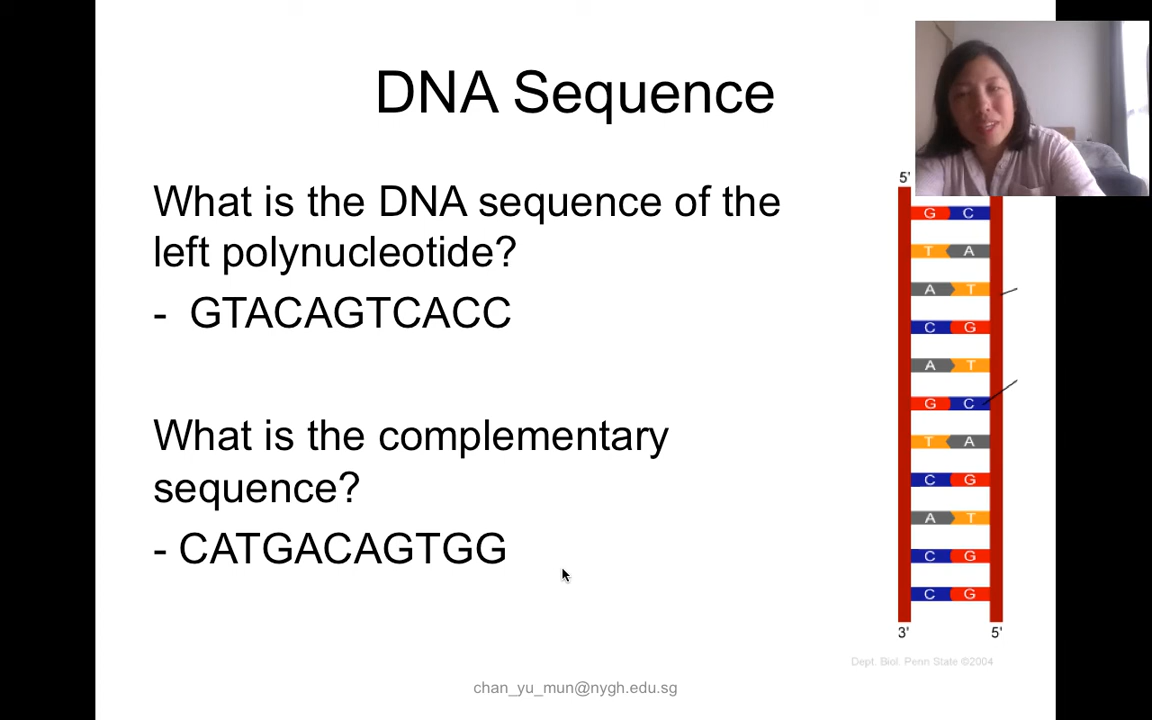 DNA Sequence
What is the DNA sequence of the
left polynucleotide?
- GTACAGTCACC
What is the complementary
sequence?
- CATGACAGTGG
5'
G C
T A
A T
C G
A T
G C
T A
C G
A T
C G
C G
3' 5'
Dept. Biol. Penn State ©2004
chan_yu_mun@nygh.edu.sg